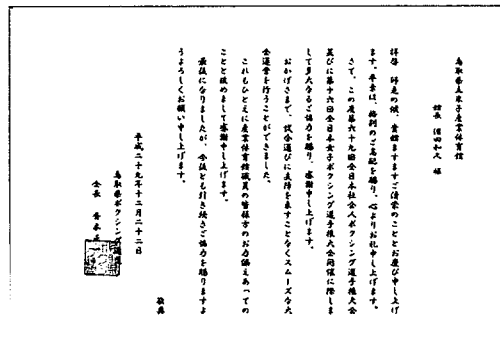 鳥取県立米子産業体育館
館長 田和久 様
拝啓 師走の候、貴館ますますご清栄のこととお慶び申し上げ
ます。平素は、格別のご高配を賜り、心よりお礼申し上げます。
さて、この度第六十九回全日本社会人ボクシング選手権大会
並びに第十六回全日本女子ボクシング選手権大会開催に際しま
して多大なるご協力を賜り、感謝申し上げます。
おかげさまで、試合運びに支障を来すことなくスムーズな大
会運営を行うことができました。
これもひとえに産業体育館職員の皆様方のお力添えあっての
ことと改めまして感謝申し上げます。
最後になりましたが、今後とも引き続きご協力を賜りますよ
うよろしくお願い申し上げます。
敬具
平成二十九年十二月二十二日
鳥取県ボクシング連盟
会長